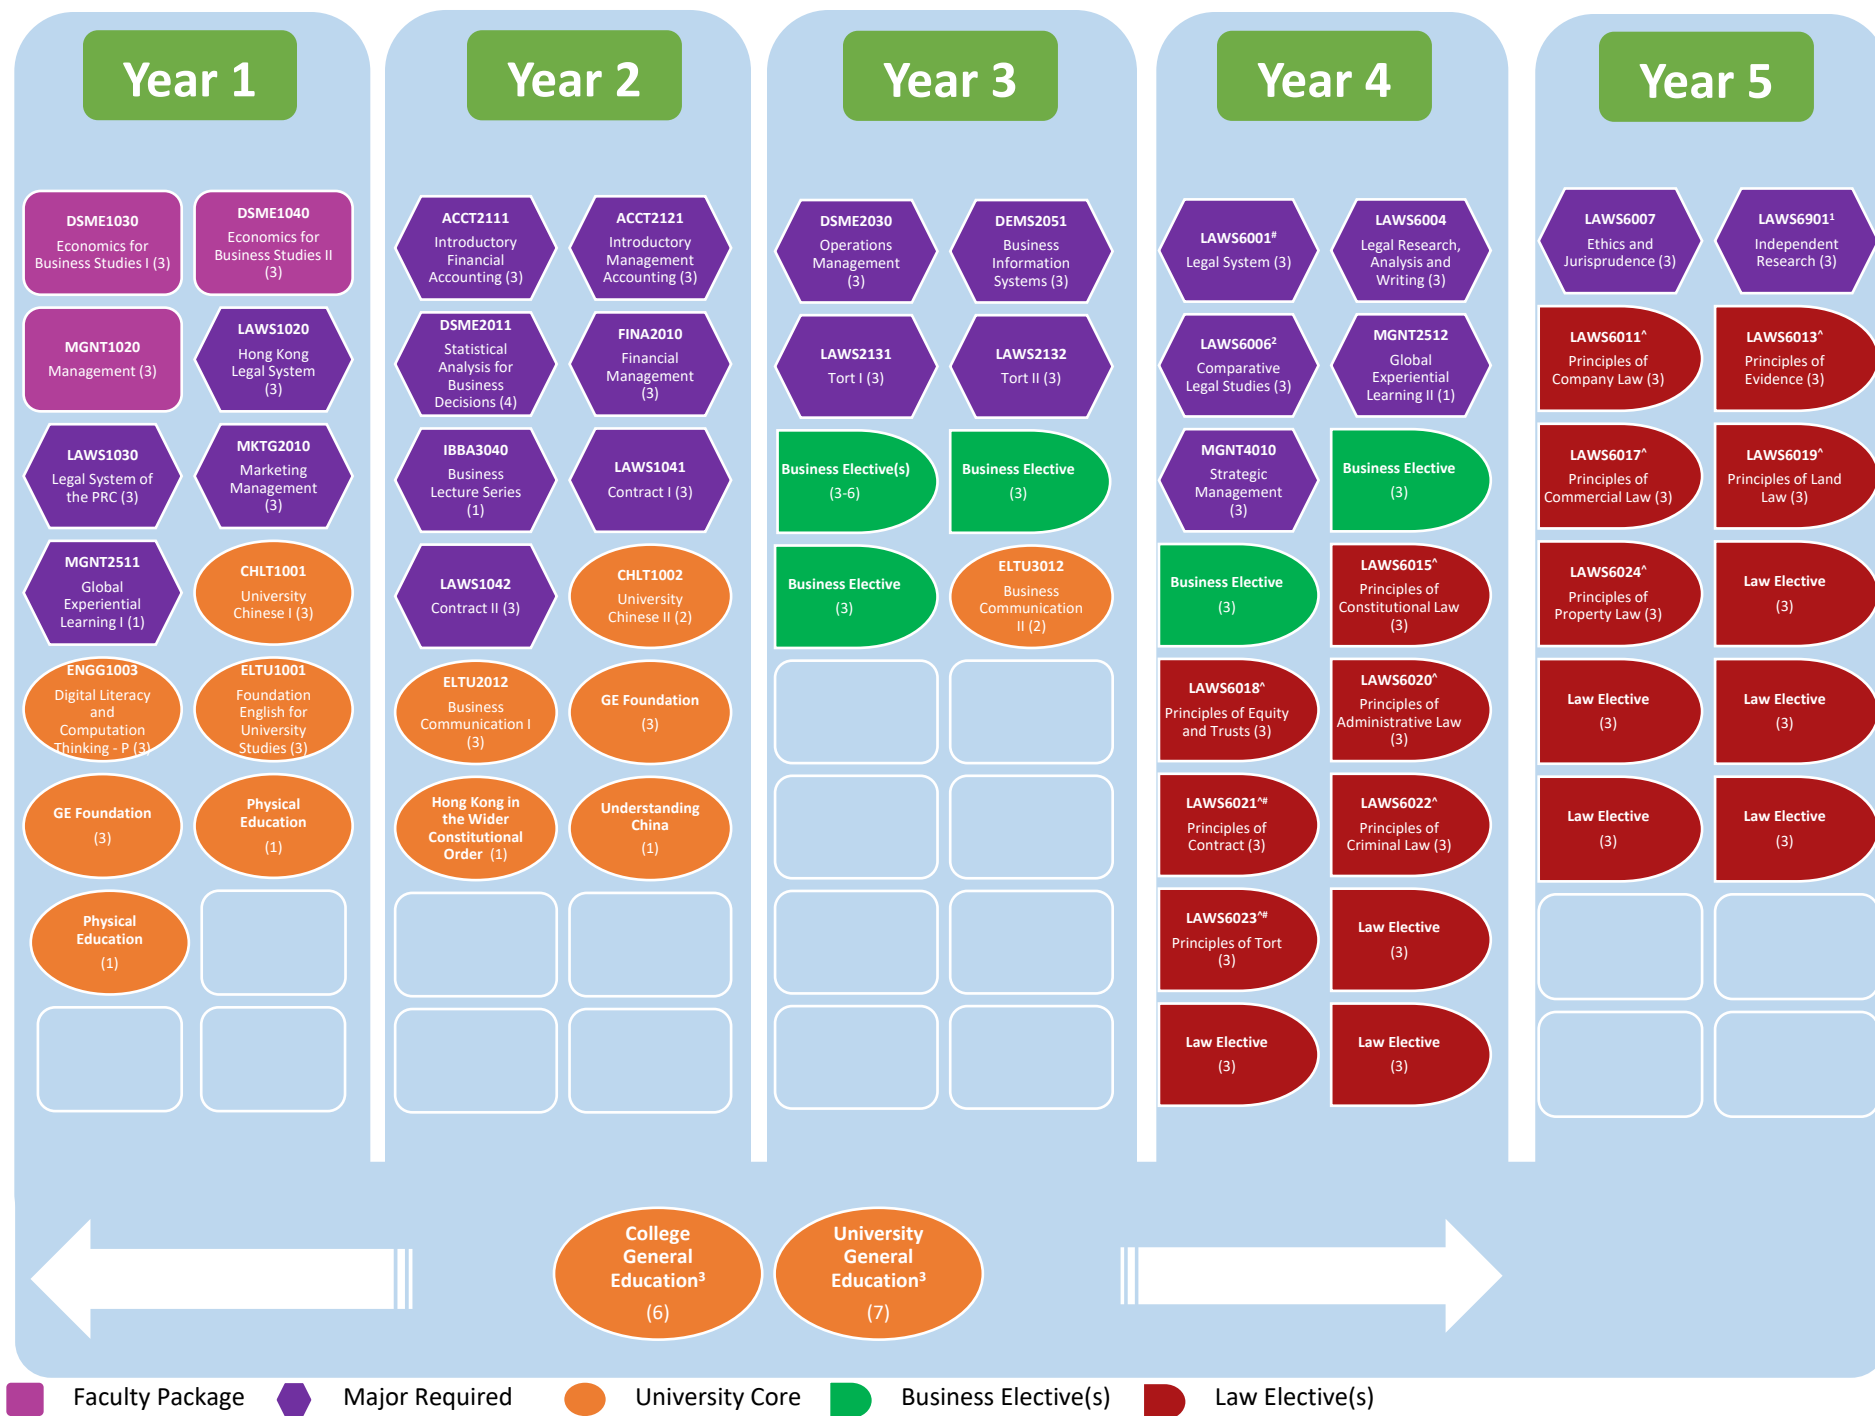 Year 1
DSME1030
Economics for
Business Studies I (3)
DSME1040
Economics for
Business Studies II
(3)
MGNT1020
Management (3)
LAWS1020
Hong Kong
Legal System
(3)
LAWS1030
Legal System of
the PRC (3)
MKTG2010
Marketing
Management
(3)
MGNT2511
Global
Experiential
Learning I (1)
CHLT1001
University
Chinese I (3)
ENGG1003
Digital Literacy
and
Computation
Thinking - P (3)
ELTU1001
Foundation
English for
University
Studies (3)
GE Foundation
(3)
Physical
Education
(1)
Physical
Education
(1)
Year 2
ACCT2111
Introductory
Financial
Accounting (3)
ACCT2121
Introductory
Management
Accounting (3)
DSME2011
Statistical
Analysis for
Business
Decisions (4)
FINA2010
Financial
Management
(3)
IBBA3040
Business
Lecture Series
(1)
LAWS1041
Contract I (3)
LAWS1042
Contract II (3)
CHLT1002
University
Chinese II (2)
ELTU2012
Business
Communication I
(3)
GE Foundation
(3)
Hong Kong in
the Wider
Constitutional
Order (1)
Understanding
China
(1)
Year 3
DSME2030
Operations
Management
(3)
DEMS2051
Business
Information
Systems (3)
LAWS2131
Tort I (3)
LAWS2132
Tort II (3)
Business Elective(s)
(3-6)
Business Elective
(3)
Business Elective
(3)
ELTU3012
Business
Communication
II (2)
Year 4
LAWS6001#
Legal System (3)
LAWS6004
Legal Research,
Analysis and
Writing (3)
LAWS6006²
Comparative
Legal Studies (3)
MGNT2512
Global
Experiential
Learning II (1)
MGNT4010
Strategic
Management
(3)
Business Elective
(3)
Business Elective
(3)
LAWS6015^
Principles of
Constitutional Law
(3)
LAWS6018^
Principles of Equity
and Trusts (3)
LAWS6020^
Principles of
Administrative Law
(3)
LAWS6021^#
Principles of
Contract (3)
LAWS6022^
Principles of
Criminal Law (3)
LAWS6023^#
Principles of Tort
(3)
Law Elective
(3)
Law Elective
(3)
Law Elective
(3)
Year 5
LAWS6007
Ethics and
Jurisprudence (3)
LAWS6901¹
Independent
Research (3)
LAWS6011^
Principles of
Company Law (3)
LAWS6013^
Principles of
Evidence (3)
LAWS6017^
Principles of
Commercial Law (3)
LAWS6019^
Principles of Land
Law (3)
LAWS6024^
Principles of
Property Law (3)
Law Elective
(3)
Law Elective
(3)
Law Elective
(3)
Law Elective
(3)
Law Elective
(3)
College
General
Education³
(6)
University
General
Education³
(7)
Faculty Package
Major Required
University Core
Business Elective(s)
Law Elective(s)